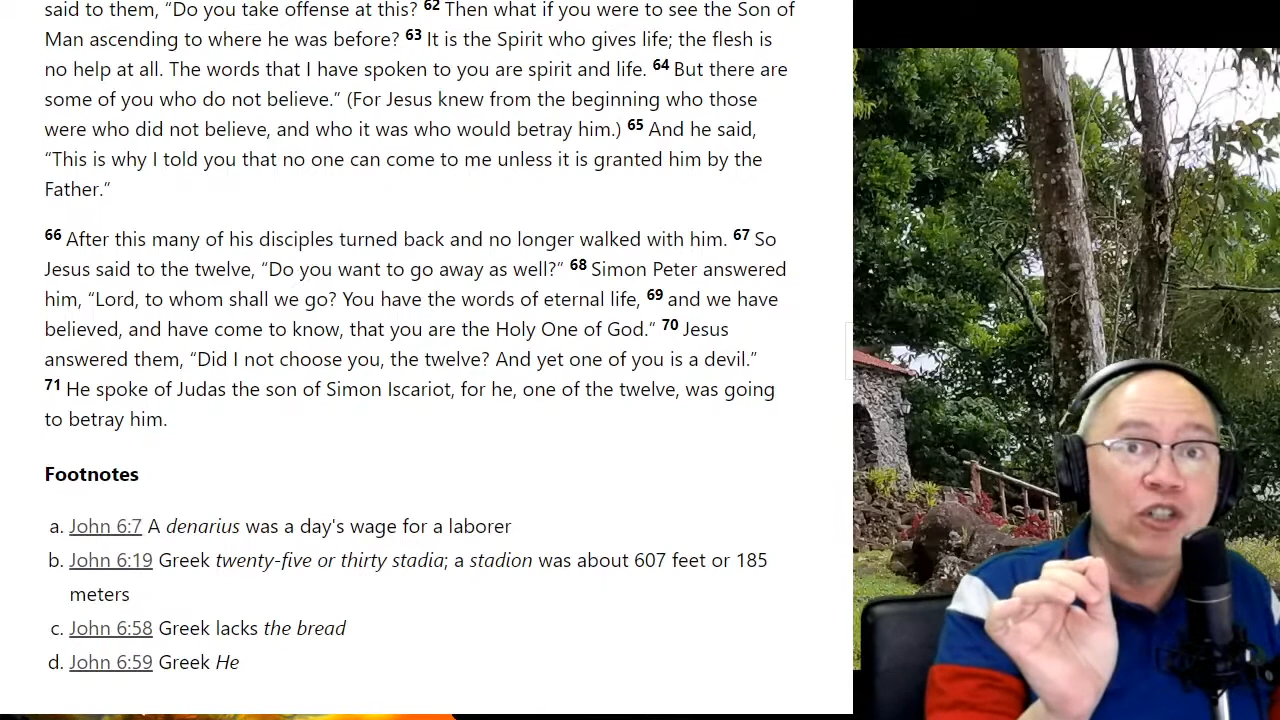 said to them, “Do you take offense at this? 62 Then what if you were to see the Son of
Man ascending to where he was before? 63 It is the Spirit who gives life; the flesh is
no help at all. The words that I have spoken to you are spirit and life. 64 But there are
some of you who do not believe.” (For Jesus knew from the beginning who those
were who did not believe, and who it was who would betray him.) 65 And he said,
“This is why I told you that no one can come to me unless it is granted him by the
Father.”
66 After this many of his disciples turned back and no longer walked with him. 67 So
Jesus said to the twelve, “Do you want to go away as well?” 68 Simon Peter answered
him, “Lord, to whom shall we go? You have the words of eternal life, 69 and we have
believed, and have come to know, that you are the Holy One of God.” 70 Jesus
answered them, “Did I not choose you, the twelve? And yet one of you is a devil.”
71 He spoke of Judas the son of Simon Iscariot, for he, one of the twelve, was going
to betray him.
Footnotes
a. John 6:7 A denarius was a day's wage for a laborer
b. John 6:19 Greek twenty-five or thirty stadia; a stadion was about 607 feet or 185
meters
c. John 6:58 Greek lacks the bread
d. John 6:59 Greek He